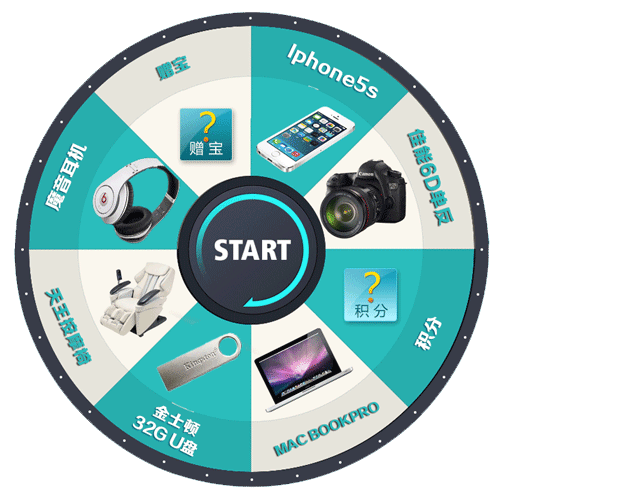 Iphone5s
佳能6D单反
Canon
积分
?
积分
MAC BOOKPRO
金士顿
32G U盘
Kingston
天王按摩椅
魔音耳机
b
赠宝
?
赠宝
START